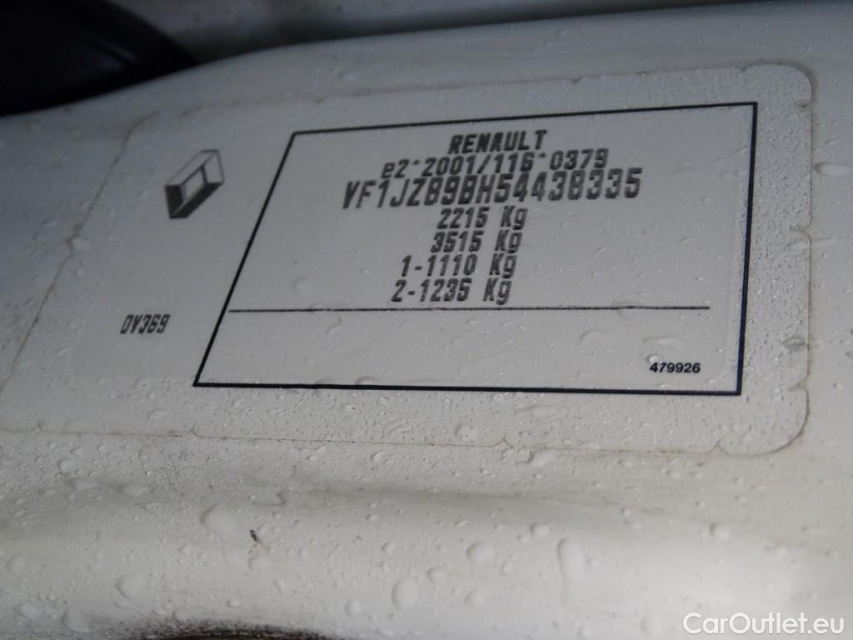 RENAULT
e2*2001/116*0379
VF1JZB9BH54438335
2215 Kg
3515 Kg
1-1110 Kg
2-1235 Kg
DV369
479926
CarOutlet.eu